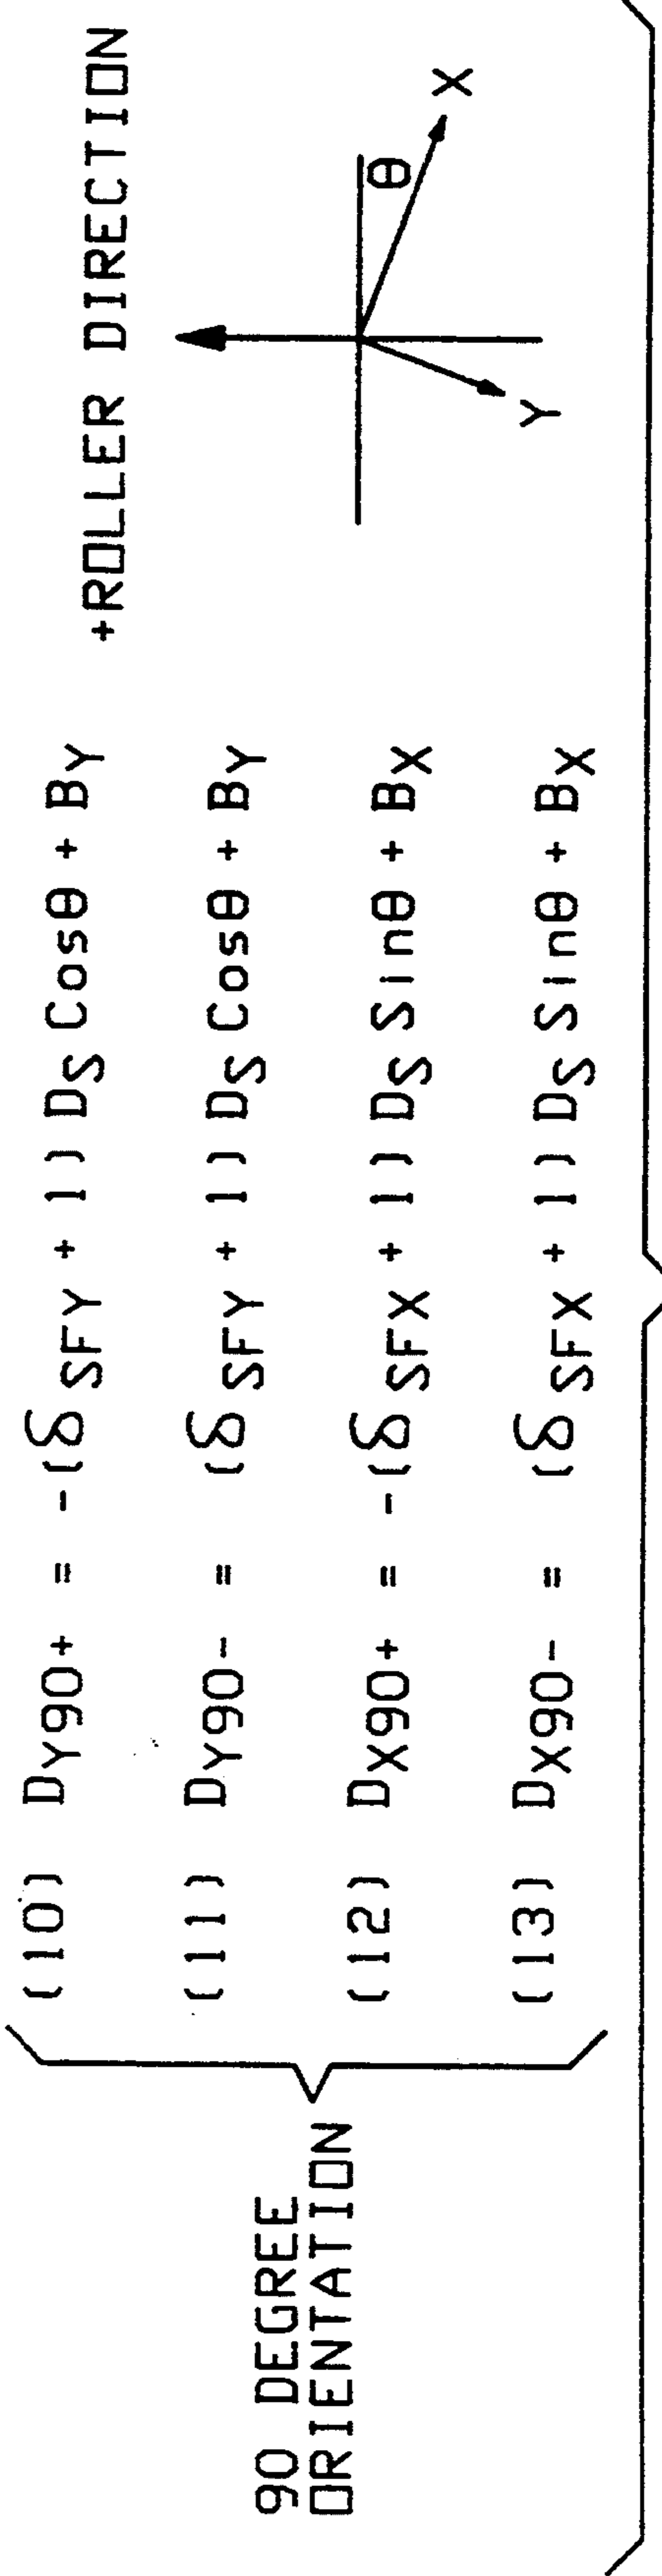 90 DEGREE
ORIENTATION
(10) DY90+ = -(δSFY + 1) DS Cosθ + BY
(11) DY90- = (δSFY + 1) DS Cosθ + BY
(12) DX90+ = -(δSFX + 1) DS Sinθ + BX
(13) DX90- = (δSFX + 1) DS Sinθ + BX
+ROLLER DIRECTION
θ
X
Y